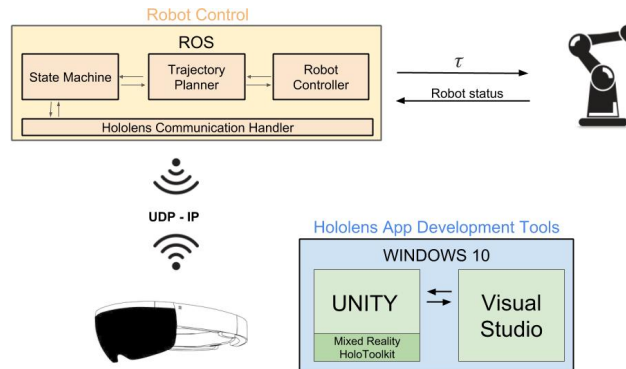 Robot Control
ROS
State Machine
Trajectory
Planner
Robot
Controller
Hololens Communication Handler
τ
Robot status
UDP - IP
Hololens App Development Tools
WINDOWS 10
UNITY
Mixed Reality
HoloToolkit
Visual
Studio